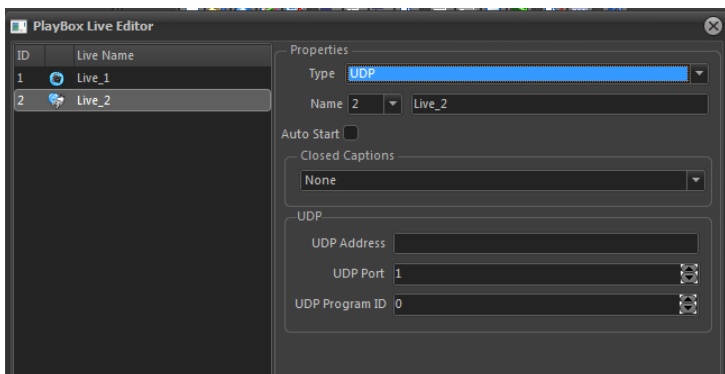 PlayBox Live Editor
ID Live Name
1 Live_1
2 Live_2
Properties
Type UDP
Name 2 Live_2
Auto Start
Closed Captions
None
UDP
UDP Address
UDP Port 1
UDP Program ID 0